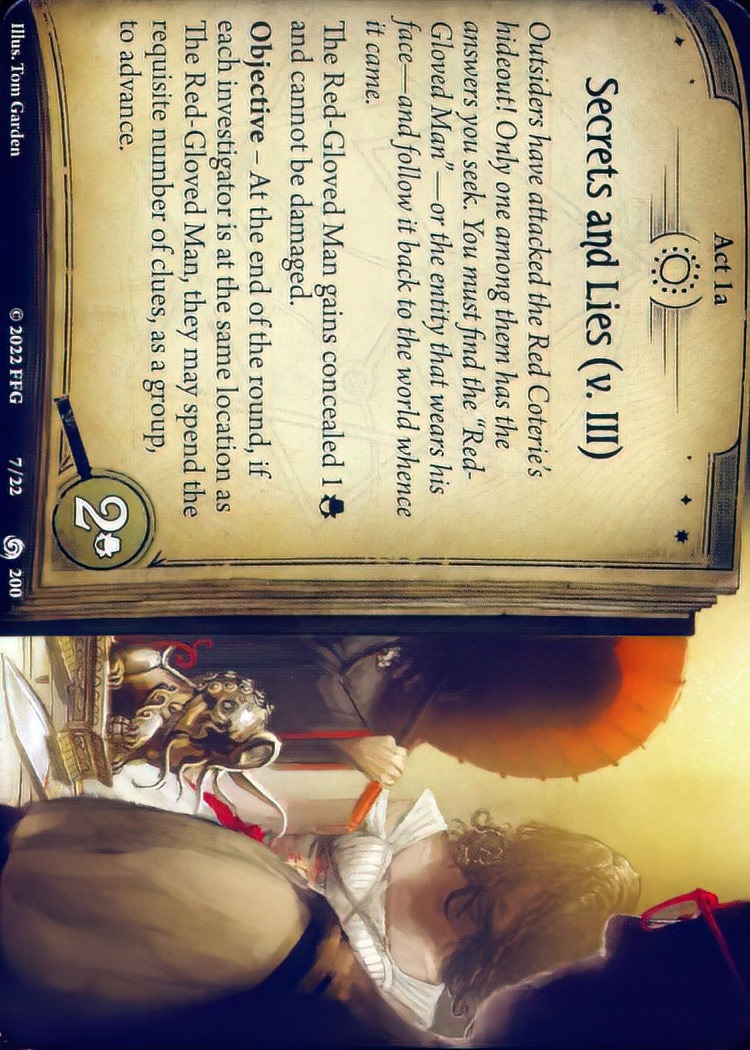 Act 1a
Secrets and Lies (v. III)
Outsiders have attacked the Red Coterie's
hideout! Only one among them has the
answers you seek. You must find the “Red-
Gloved Man”—or the entity that wears his
face—and follow it back to the world whence
it came.
The Red-Gloved Man gains concealed 1
and cannot be damaged.
Objective – At the end of the round, if
each investigator is at the same location as
The Red-Gloved Man, they may spend the
requisite number of clues, as a group,
to advance.
2
Illus. Tom Garden © 2022 FFG 7/22 200